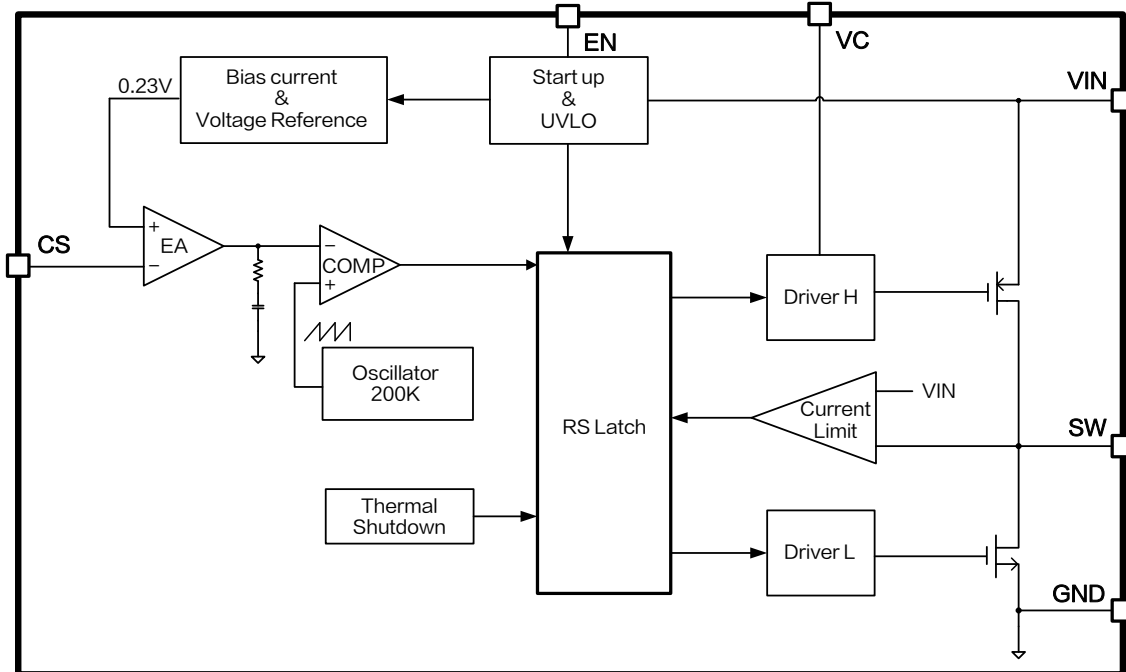 EN
VC
VIN
0.23V
Bias current
&
Voltage Reference
Start up
&
UVLO
CS
+
EA
−
−
COMP
+
Oscillator
200K
Thermal
Shutdown
RS Latch
Driver H
VIN
Current
Limit
SW
Driver L
GND